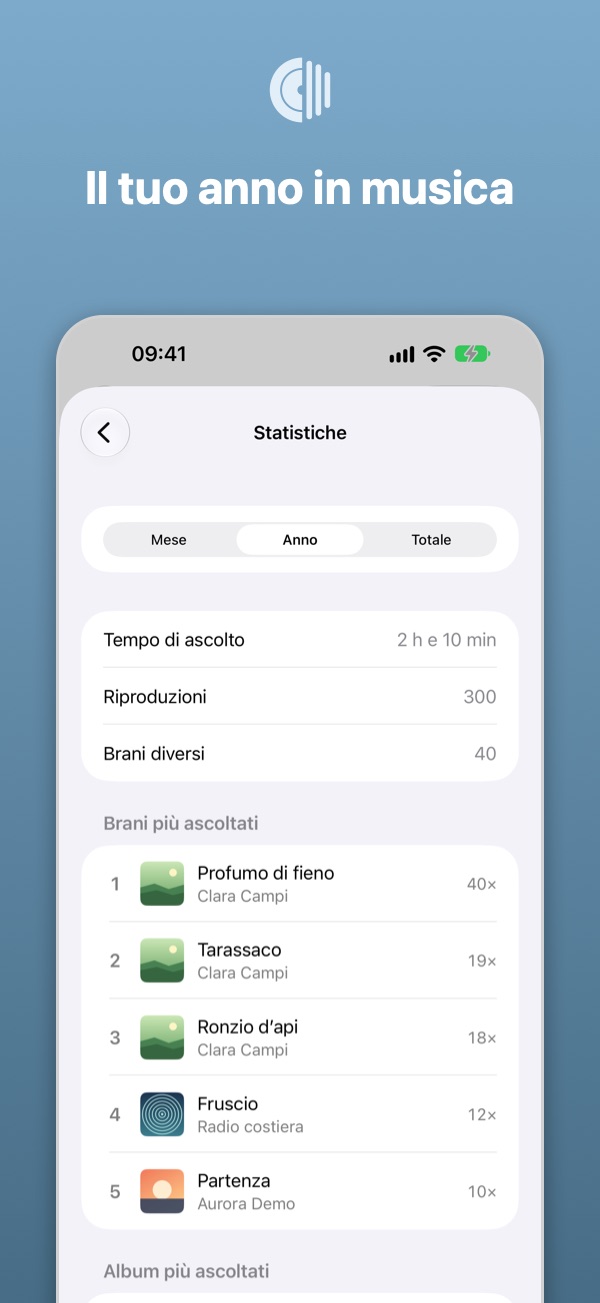 Il tuo anno in musica
09:41
Statistiche
Mese Anno Totale
Tempo di ascolto 2 h e 10 min
Riproduzioni 300
Brani diversi 40
Brani più ascoltati
1 Profumo di fieno 40×
Clara Campi
2 Tarassaco 19×
Clara Campi
3 Ronzio d’api 18×
Clara Campi
4 Fruscio 12×
Radio costiera
5 Partenza 10×
Aurora Demo
Album più ascoltati